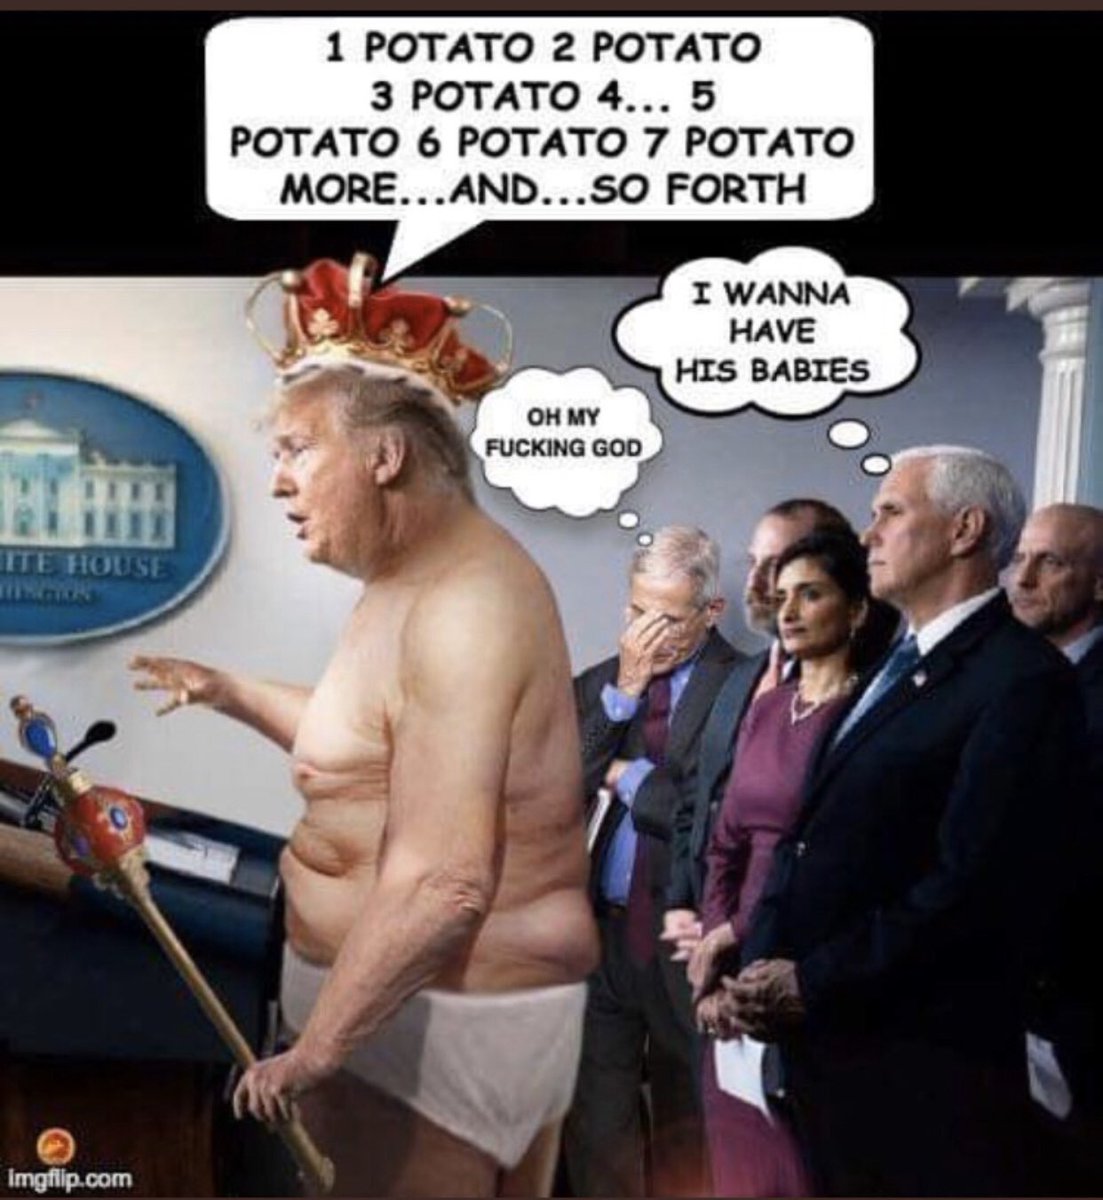 1 POTATO 2 POTATO
3 POTATO 4... 5
POTATO 6 POTATO 7 POTATO
MORE...AND...SO FORTH
I WANNA
HAVE
HIS BABIES
OH MY
FUCKING GOD
ITE HOUSE
HINGTON
imgflip.com